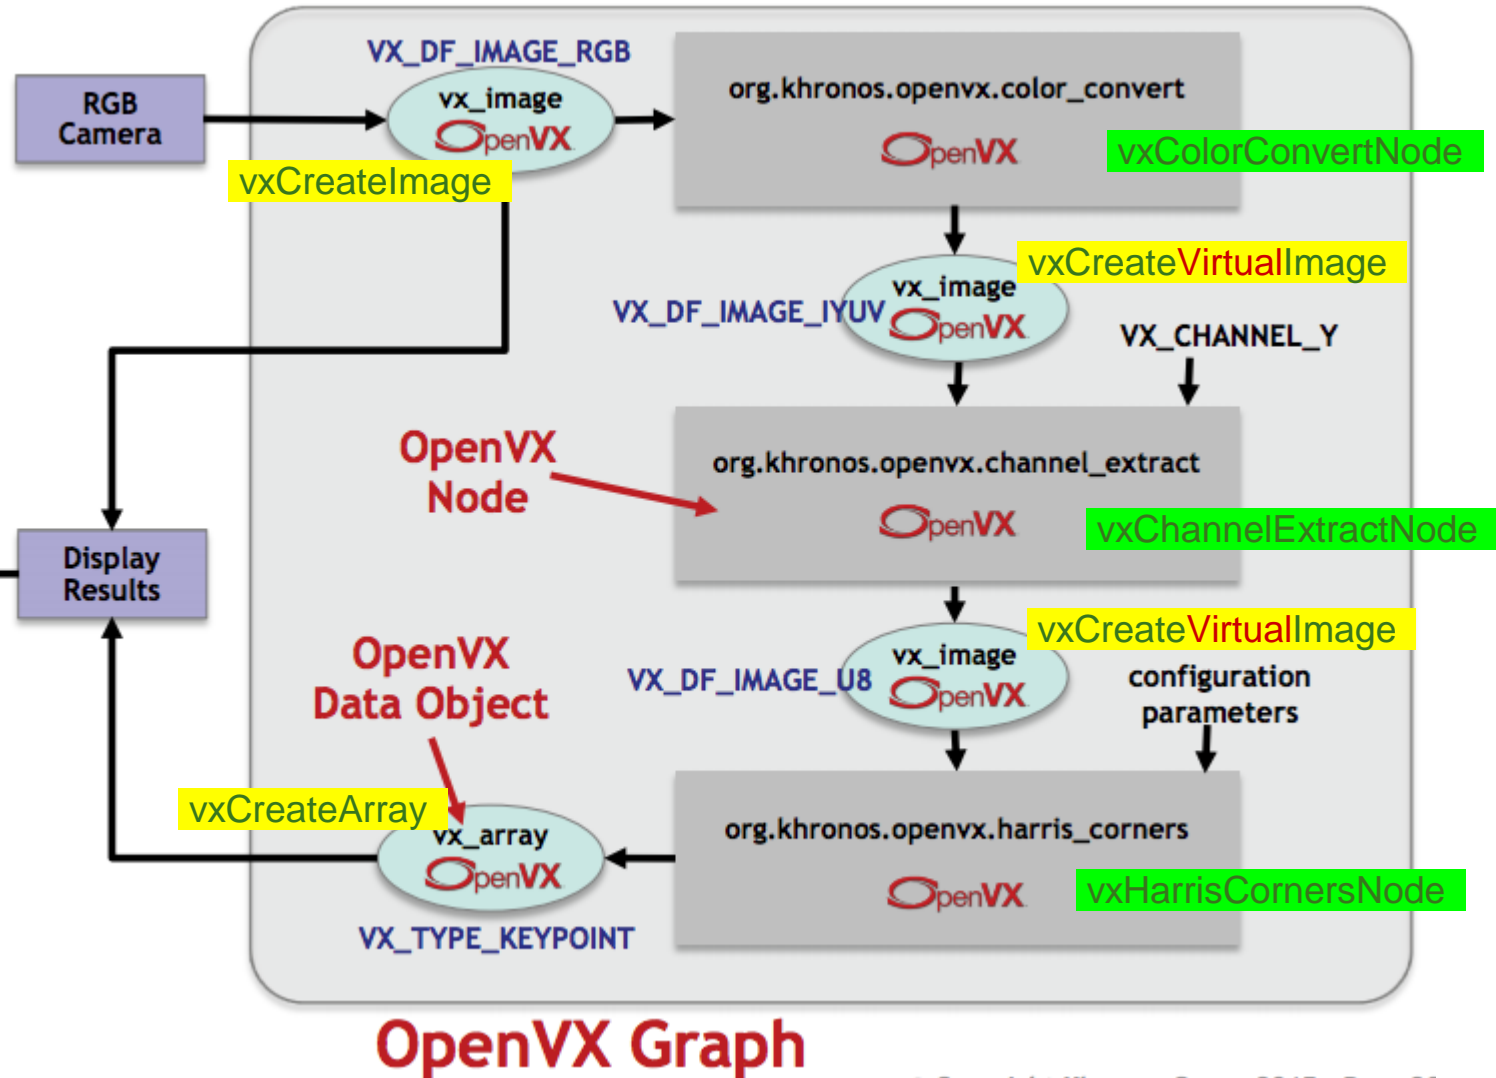 VX_DF_IMAGE_RGB
RGB
Camera
vx_image
OpenVX
vxCreateImage
org.khronos.openvx.color_convert
OpenVX
vxColorConvertNode
vxCreateVirtualImage
VX_DF_IMAGE_IYUV
vx_image
OpenVX
VX_CHANNEL_Y
OpenVX
Node
org.khronos.openvx.channel_extract
OpenVX
vxChannelExtractNode
Display
Results
vxCreateVirtualImage
OpenVX
Data Object
VX_DF_IMAGE_U8
vx_image
OpenVX
configuration
parameters
vxCreateArray
vx_array
OpenVX
VX_TYPE_KEYPOINT
org.khronos.openvx.harris_corners
OpenVX
vxHarrisCornersNode
OpenVX Graph